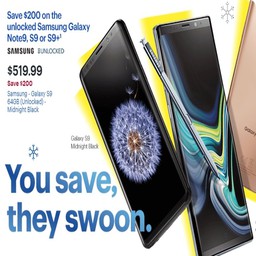 Save $200 on the
unlocked Samsung Galaxy
Note9, S9 or S9+¹
SAMSUNG UNLOCKED
$519.99
Save $200
Samsung - Galaxy S9
64GB (Unlocked) -
Midnight Black
Galaxy S9
Midnight Black
You save,
they swoon.